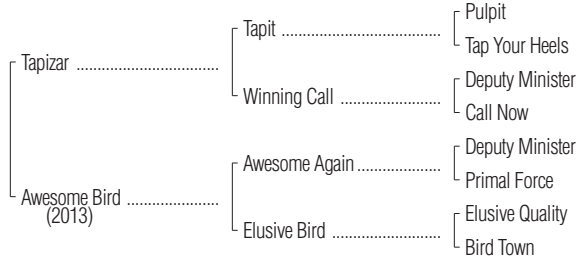 Pulpit
Tapit ........................................
Tap Your Heels
Tapizar ....................................
Deputy Minister
Winning Call .........................
Call Now
Deputy Minister
Awesome Again .....................
Primal Force
Awesome Bird .......................
(2013)
Elusive Quality
Elusive Bird ...........................
Bird Town